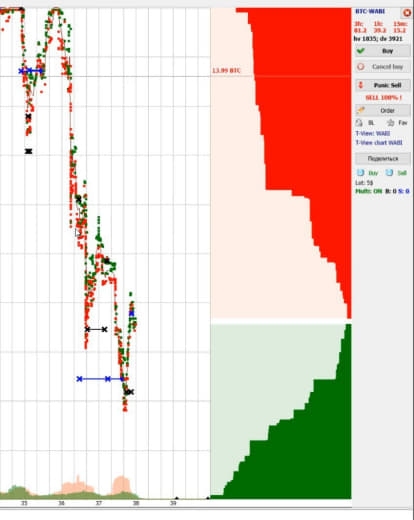 BTC-WABI
3h: 1h: 15m:
81.2 39.2 15.2
hv 1835; dv 3921
Buy
Cancel buy
Panic Sell
SELL 100% !
Order
BL Fav
T-View: WABI
T-View chart WABI
Поделиться
Buy Sell
Lot: 5$
Multi: ON B: 0 S: 0
13.99 BTC
35 36 37 38 39